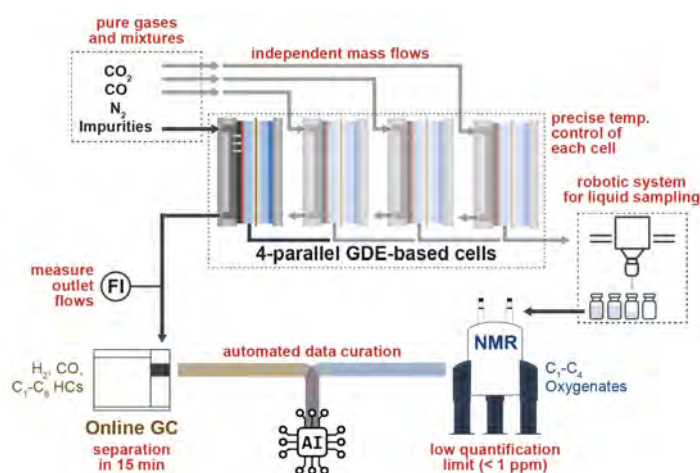 pure gases
and mixtures
CO₂
CO
N₂
Impurities
independent mass flows
precise temp.
control of
each cell
robotic system
for liquid sampling
4-parallel GDE-based cells
measure
outlet
flows
FI
H₂, CO,
C₁–C₆ HCs
Online GC
separation
in 15 min
automated data curation
AI
NMR
C₁–C₄
Oxygenates
low quantification
limit (< 1 ppm)